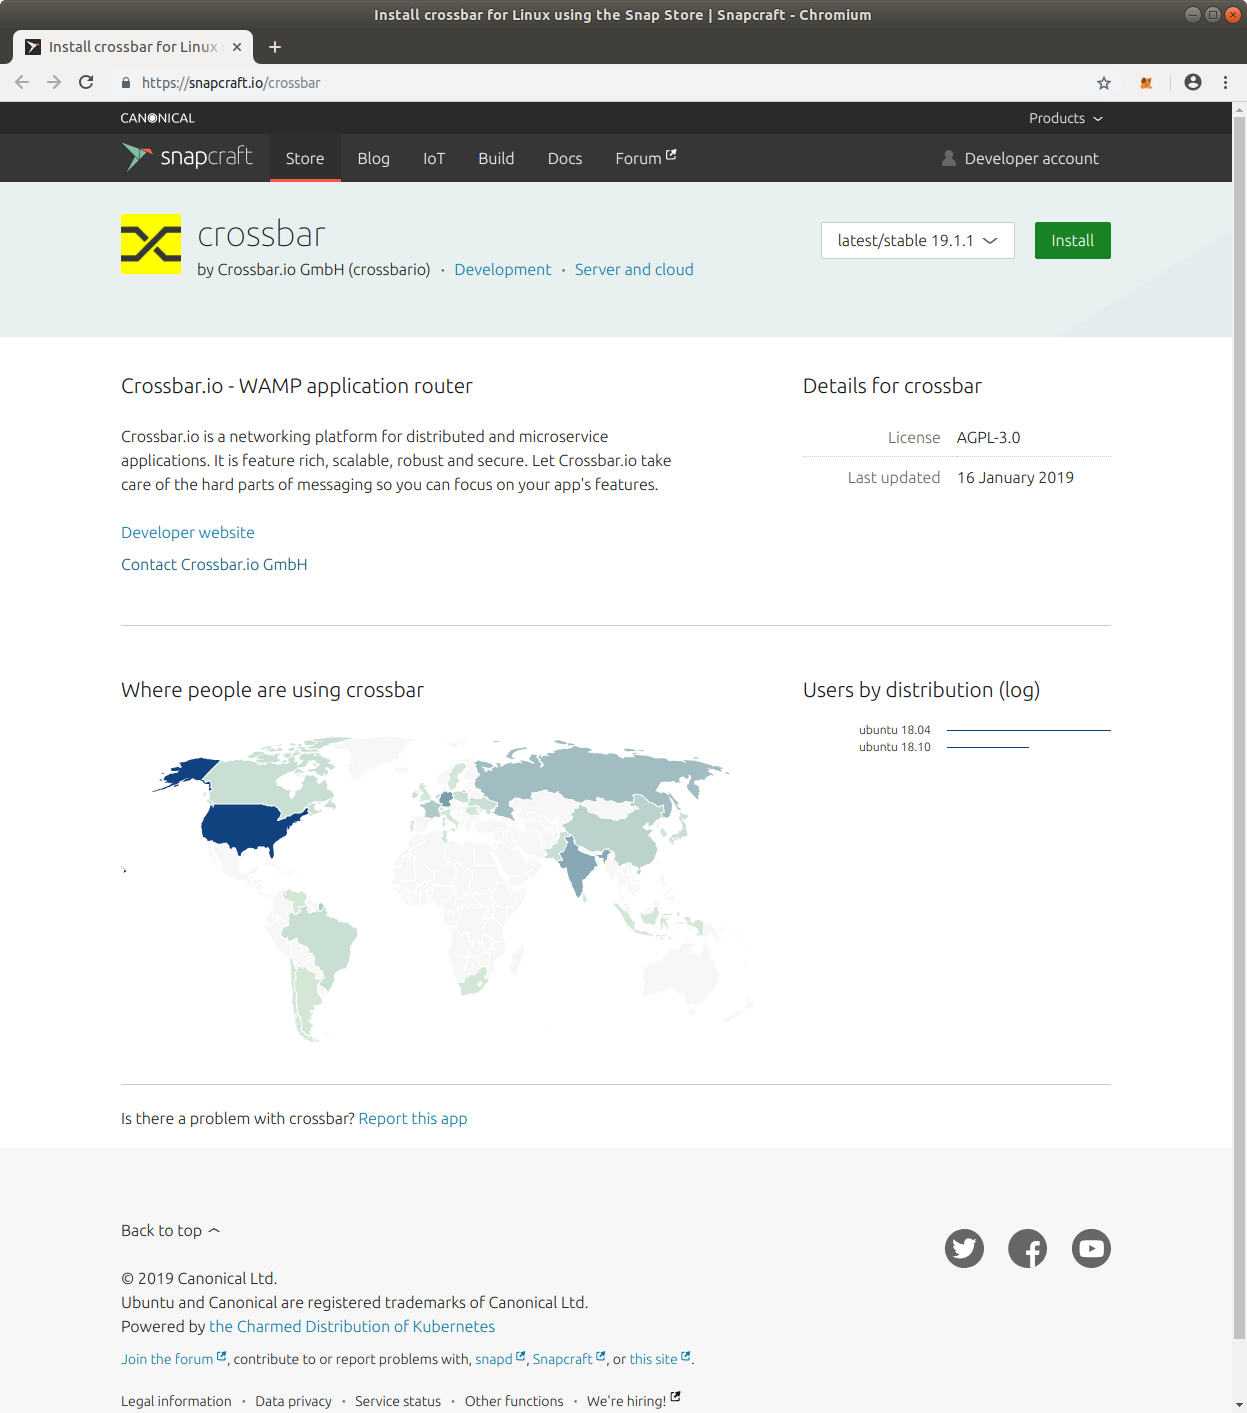 Install crossbar for Linux using the Snap Store | Snapcraft - Chromium
Install crossbar for Linux
https://snapcraft.io/crossbar
CANONICAL
Products
snapcraft Store Blog IoT Build Docs Forum Developer account
crossbar
by Crossbar.io GmbH (crossbario) · Development · Server and cloud
latest/stable 19.1.1 Install
Crossbar.io - WAMP application router
Crossbar.io is a networking platform for distributed and microservice
applications. It is feature rich, scalable, robust and secure. Let Crossbar.io take
care of the hard parts of messaging so you can focus on your app's features.
Developer website
Contact Crossbar.io GmbH
Details for crossbar
License AGPL-3.0
Last updated 16 January 2019
Where people are using crossbar
Users by distribution (log)
ubuntu 18.04
ubuntu 18.10
Is there a problem with crossbar? Report this app
Back to top
© 2019 Canonical Ltd.
Ubuntu and Canonical are registered trademarks of Canonical Ltd.
Powered by the Charmed Distribution of Kubernetes
Join the forum, contribute to or report problems with, snapd, Snapcraft, or this site.
Legal information · Data privacy · Service status · Other functions · We're hiring!